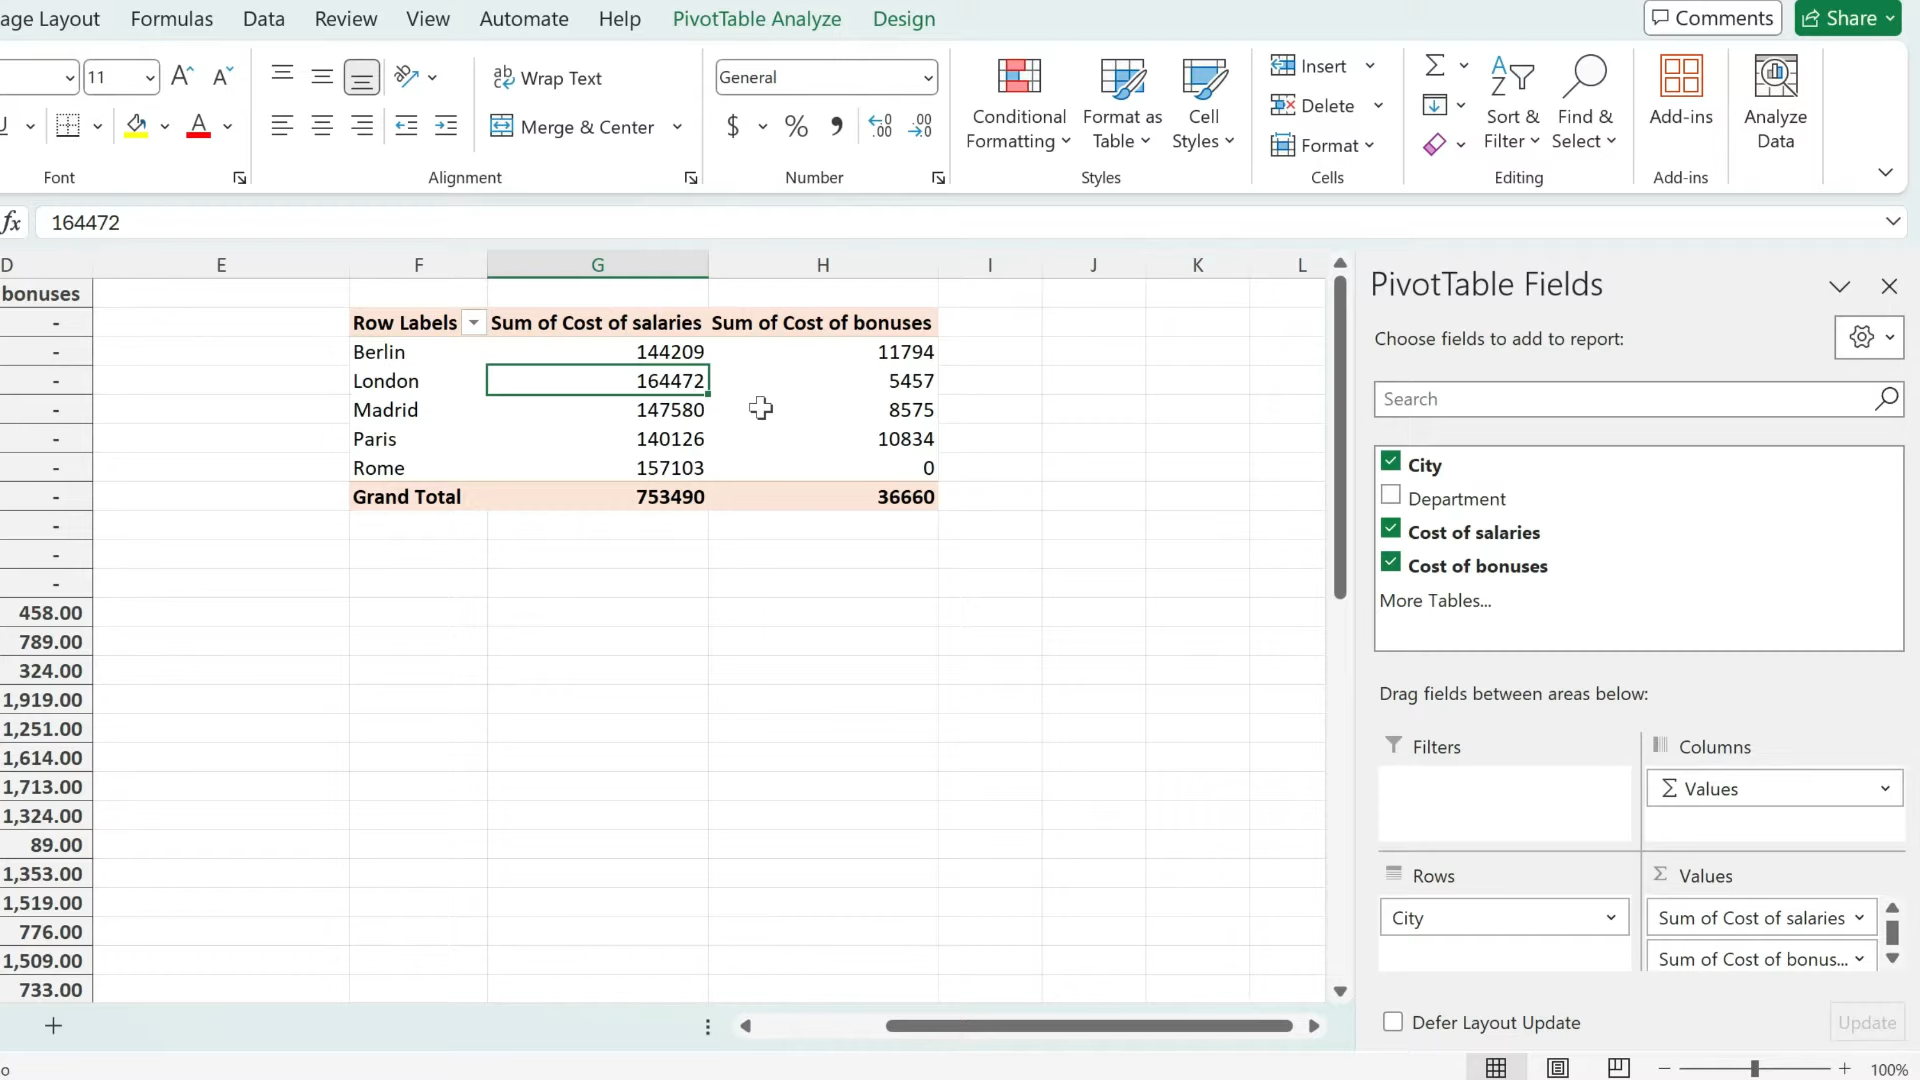 age Layout Formulas Data Review View Automate Help PivotTable Analyze Design Comments Share
11 A A ab Wrap Text General Insert
Conditional Formatting Format as Table Cell Styles Delete Sort & Filter Find & Select Add-ins Analyze Data
U A Merge & Center $ % , .00 .00 Format
Font Alignment Number Styles Cells Editing Add-ins
fx 164472
D E F G H I J K L
bonuses
- Row Labels Sum of Cost of salaries Sum of Cost of bonuses
- Berlin 144209 11794
- London 164472 5457
- Madrid 147580 8575
- Paris 140126 10834
- Rome 157103 0
- Grand Total 753490 36660
-
-
-
458.00
789.00
324.00
1,919.00
1,251.00
1,614.00
1,713.00
1,324.00
89.00
1,353.00
1,519.00
776.00
1,509.00
733.00
PivotTable Fields
Choose fields to add to report:
Search
City
Department
Cost of salaries
Cost of bonuses
More Tables...
Drag fields between areas below:
Filters Columns
Σ Values
Rows Σ Values
City Sum of Cost of salaries
Sum of Cost of bonus...
Defer Layout Update Update
100%